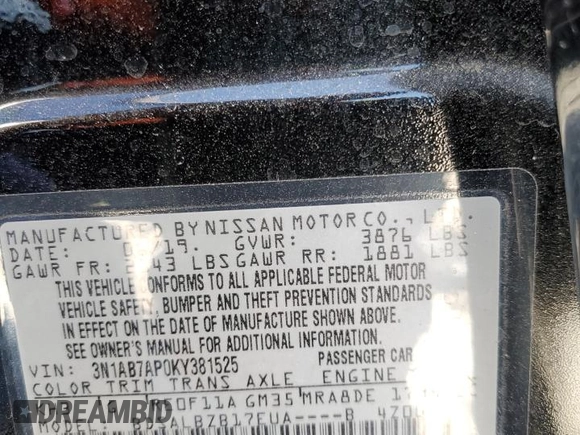 MANUFACTURED BY NISSAN MOTOR CO., LTD.
DATE: 19. GVWR: 3876 LBS
GAWR FR: 43 LBS GAWR RR: 1881 LBS
THIS VEHICLE CONFORMS TO ALL APPLICABLE FEDERAL MOTOR
VEHICLE SAFETY, BUMPER AND THEFT PREVENTION STANDARDS
IN EFFECT ON THE DATE OF MANUFACTURE SHOWN ABOVE.
SEE OWNER'S MANUAL FOR ADDITIONAL INFORMATION.
VIN: 3N1AB7AP0KY381525 PASSENGER CAR
COLOR TRIM TRANS AXLE ENGINE
GM35 MRA8DE
DREAMBID